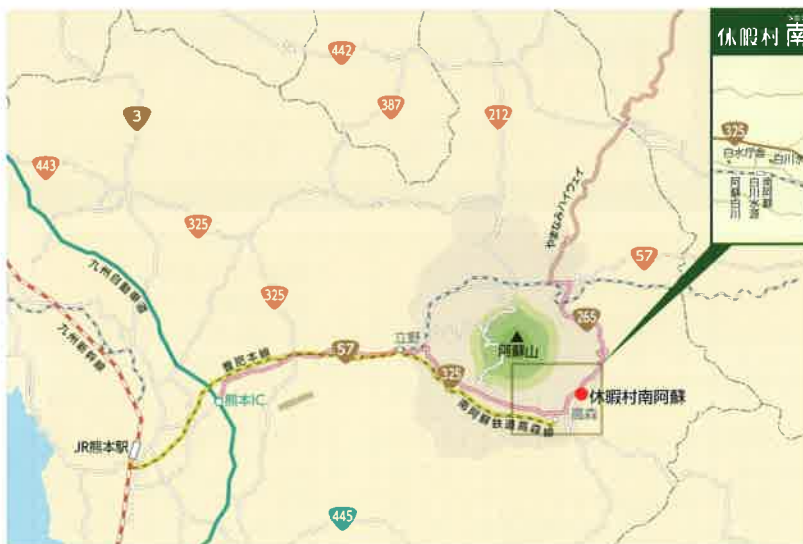 休暇村 南
442
3
387
212
325
443
白水庁舎
白川水
阿蘇白川
白川水源
南阿蘇
やまなみハイウェイ
325
57
九州自動車道
325
265
九州新幹線
立野
阿蘇山
豊肥本線
57
325
休暇村南阿蘇
熊本IC
高森
南阿蘇鉄道高森線
JR熊本駅
445